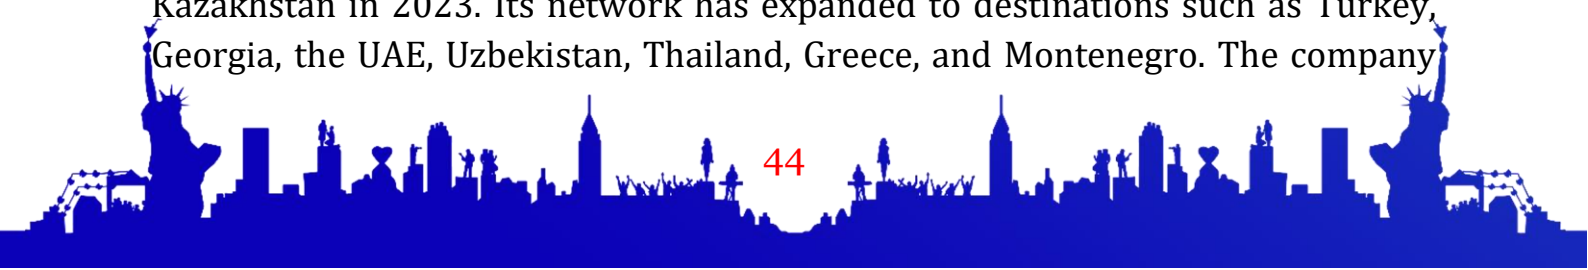 Kazakhstan in 2023. Its network has expanded to destinations such as Turkey,
Georgia, the UAE, Uzbekistan, Thailand, Greece, and Montenegro. The company
44